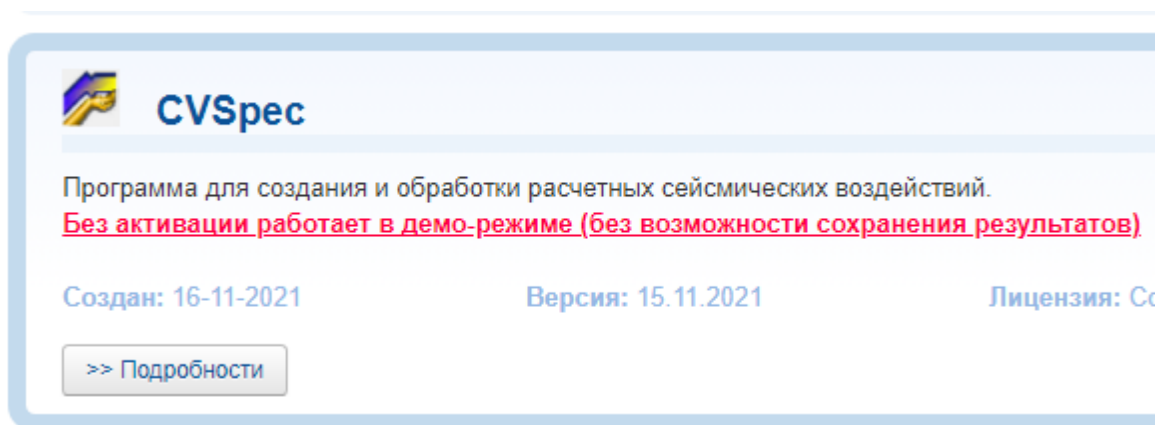 CVSpec
Программа для создания и обработки расчетных сейсмических воздействий.
Без активации работает в демо-режиме (без возможности сохранения результатов)
Создан: 16-11-2021 Версия: 15.11.2021 Лицензия:
>> Подробности